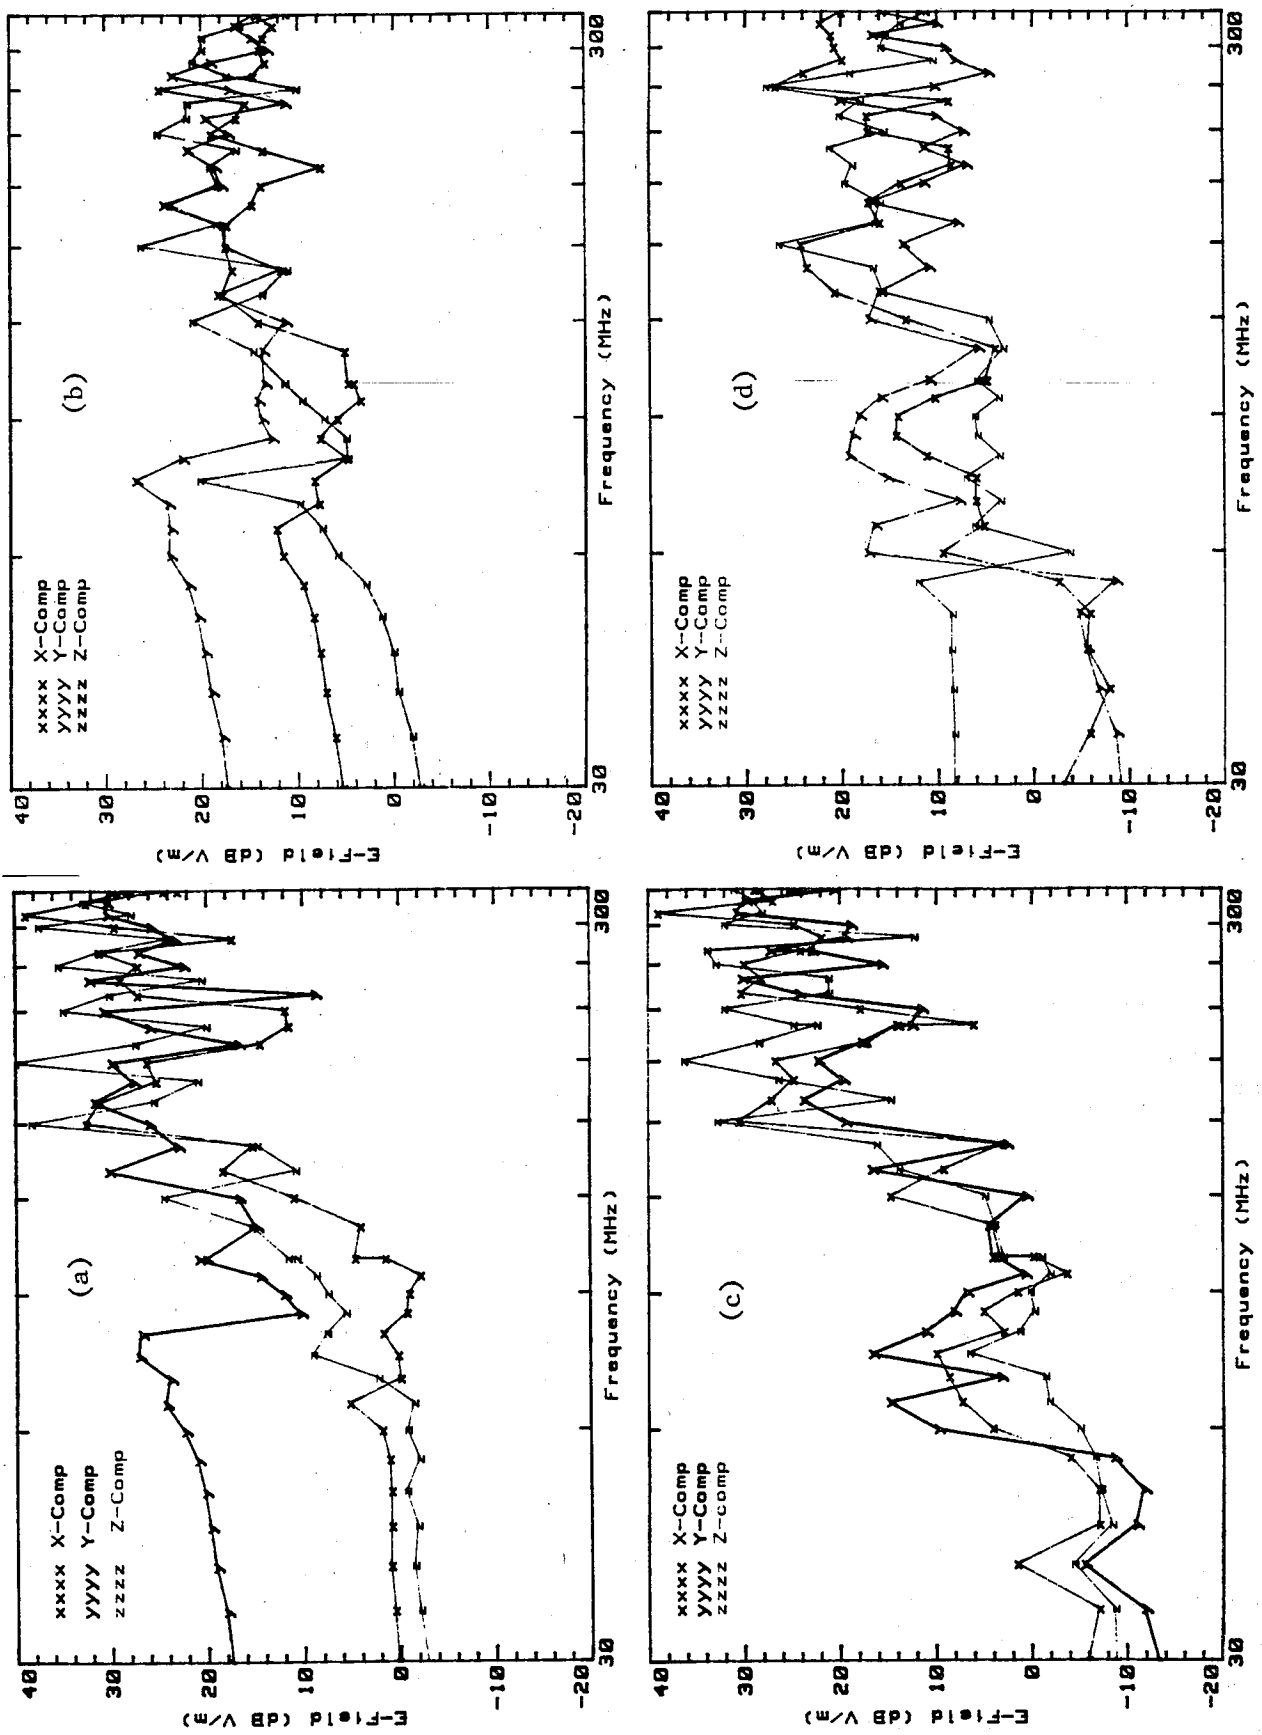 (a)
xxxx X-Comp
yyyy Y-Comp
zzzz Z-Comp
E-Field (dB V/m)
40
30
20
10
0
-10
-20
30
300
Frequency (MHz)
(b)
xxxx X-Comp
yyyy Y-Comp
zzzz Z-Comp
E-Field (dB V/m)
40
30
20
10
0
-10
-20
30
300
Frequency (MHz)
(c)
xxxx X-Comp
yyyy Y-Comp
zzzz Z-comp
E-Field (dB V/m)
40
30
20
10
0
-10
-20
30
300
Frequency (MHz)
(d)
xxxx X-Comp
yyyy Y-Comp
zzzz Z-Comp
E-Field (dB V/m)
40
30
20
10
0
-10
-20
30
300
Frequency (MHz)